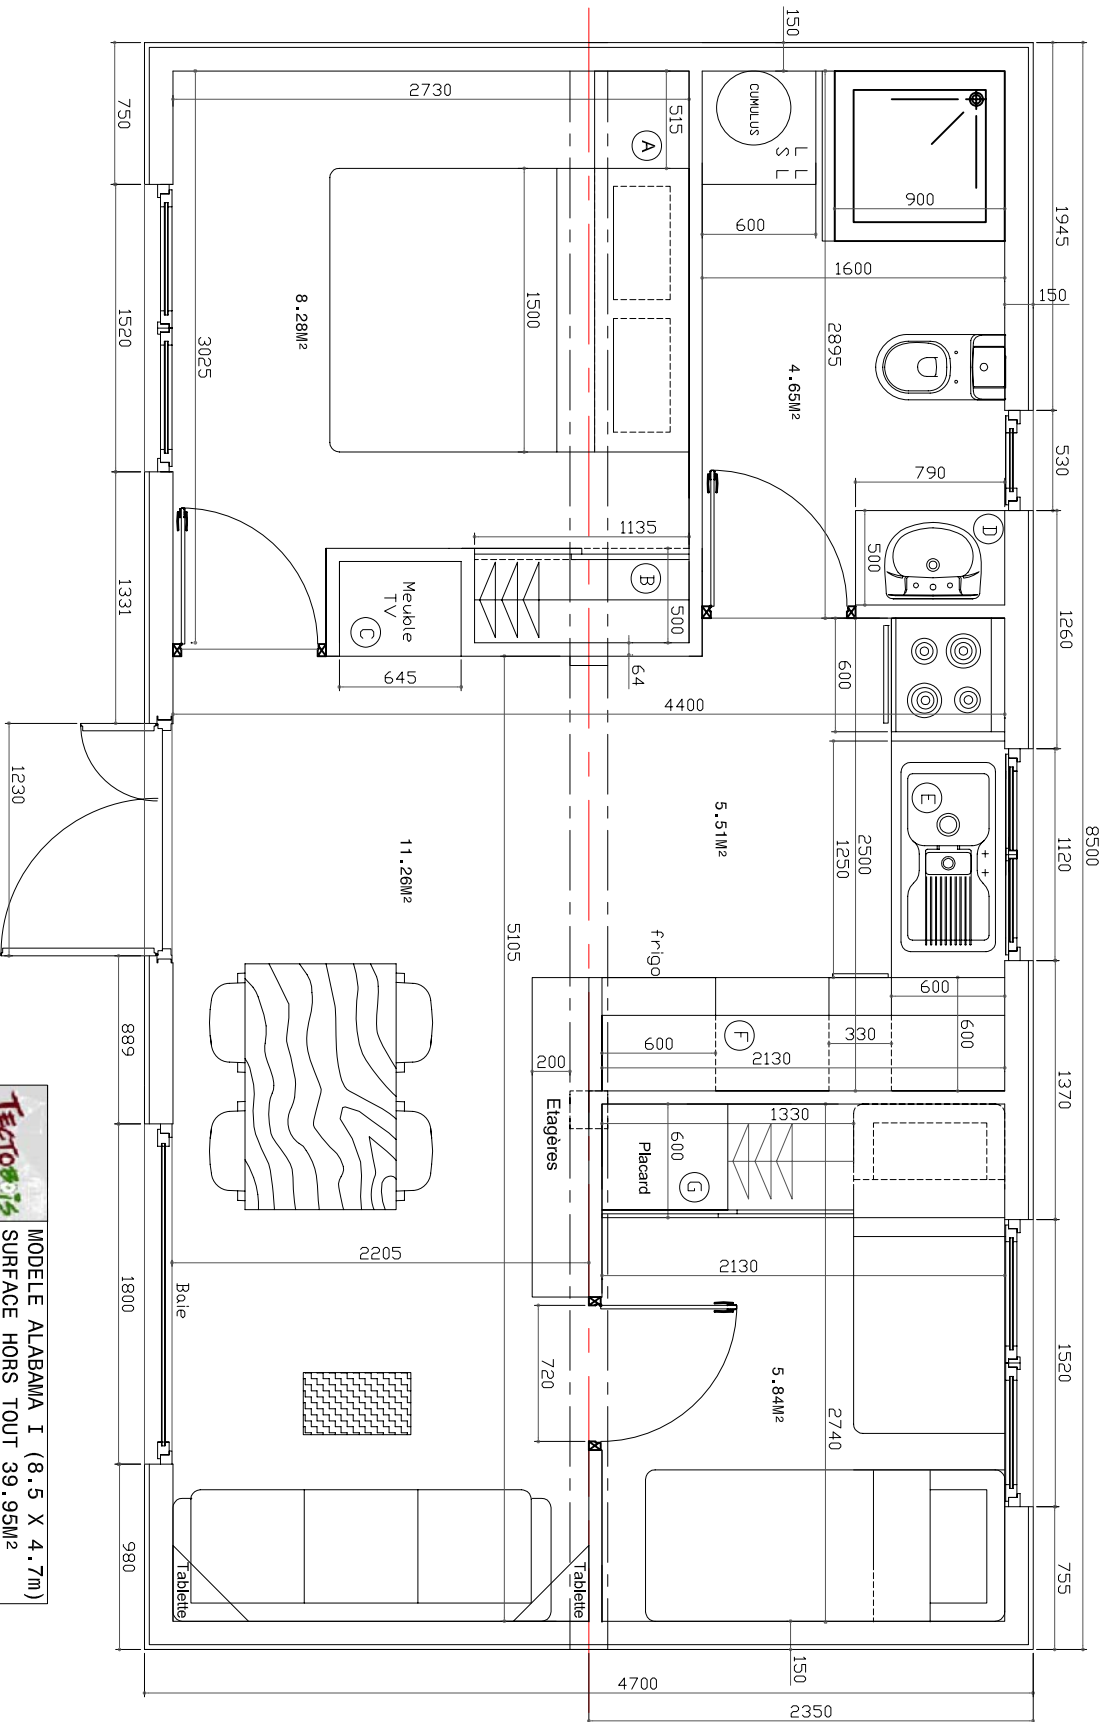 8500
1945
530
1260
1120
1370
1520
755
150
150
CUMULUS
LL
SL
900
600
1600
2895
4.65M²
790
500
D
2730
515
A
1500
8.28M²
3025
1135
B
500
64
Meuble
TV
C
645
4400
600
E
2500
1250
5.51M²
frigo
600
600
F
330
600
2130
11.26M²
5105
200
Etagères
1330
600
Placard
G
2130
2205
Baie
720
5.84M²
2740
Tablette
Tablette
150
4700
2350
750
1520
1331
1230
889
1800
980
TECTOBOIS
MODELE ALABAMA I (8.5 X 4.7m)
SURFACE HORS TOUT 39.95M²